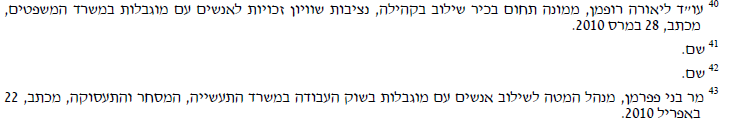 40 עו״ד ליאורה רופמן, ממונה תחום בכיר שילוב בקהילה, נציבות שוויון זכויות לאנשים עם מוגבלות במשרד המשפטים,
מכתב, 28 במרס 2010.
41 שם.
42 שם.
43 מר בני פפרמן, מנהל המטה לשילוב אנשים עם מוגבלות בשוק העבודה במשרד התעשייה, המסחר והתעסוקה, מכתב, 22
באפריל 2010.